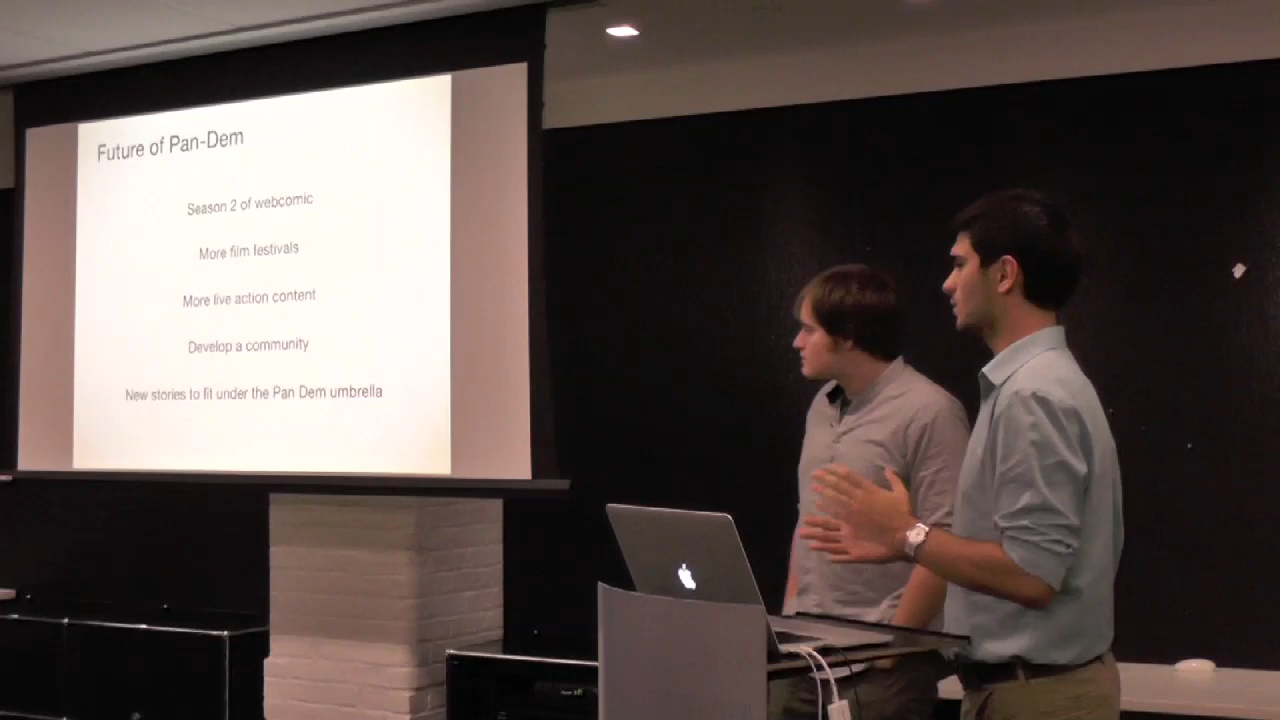 Future of Pan-Dem
Season 2 of webcomic
More film festivals
More live action content
Develop a community
New stories to fit under the Pan Dem umbrella